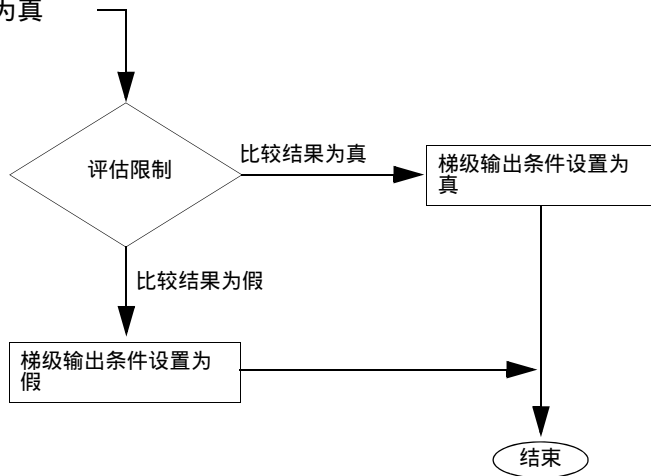 为真
评估限制
比较结果为真
梯级输出条件设置为
真
比较结果为假
梯级输出条件设置为
假
结束